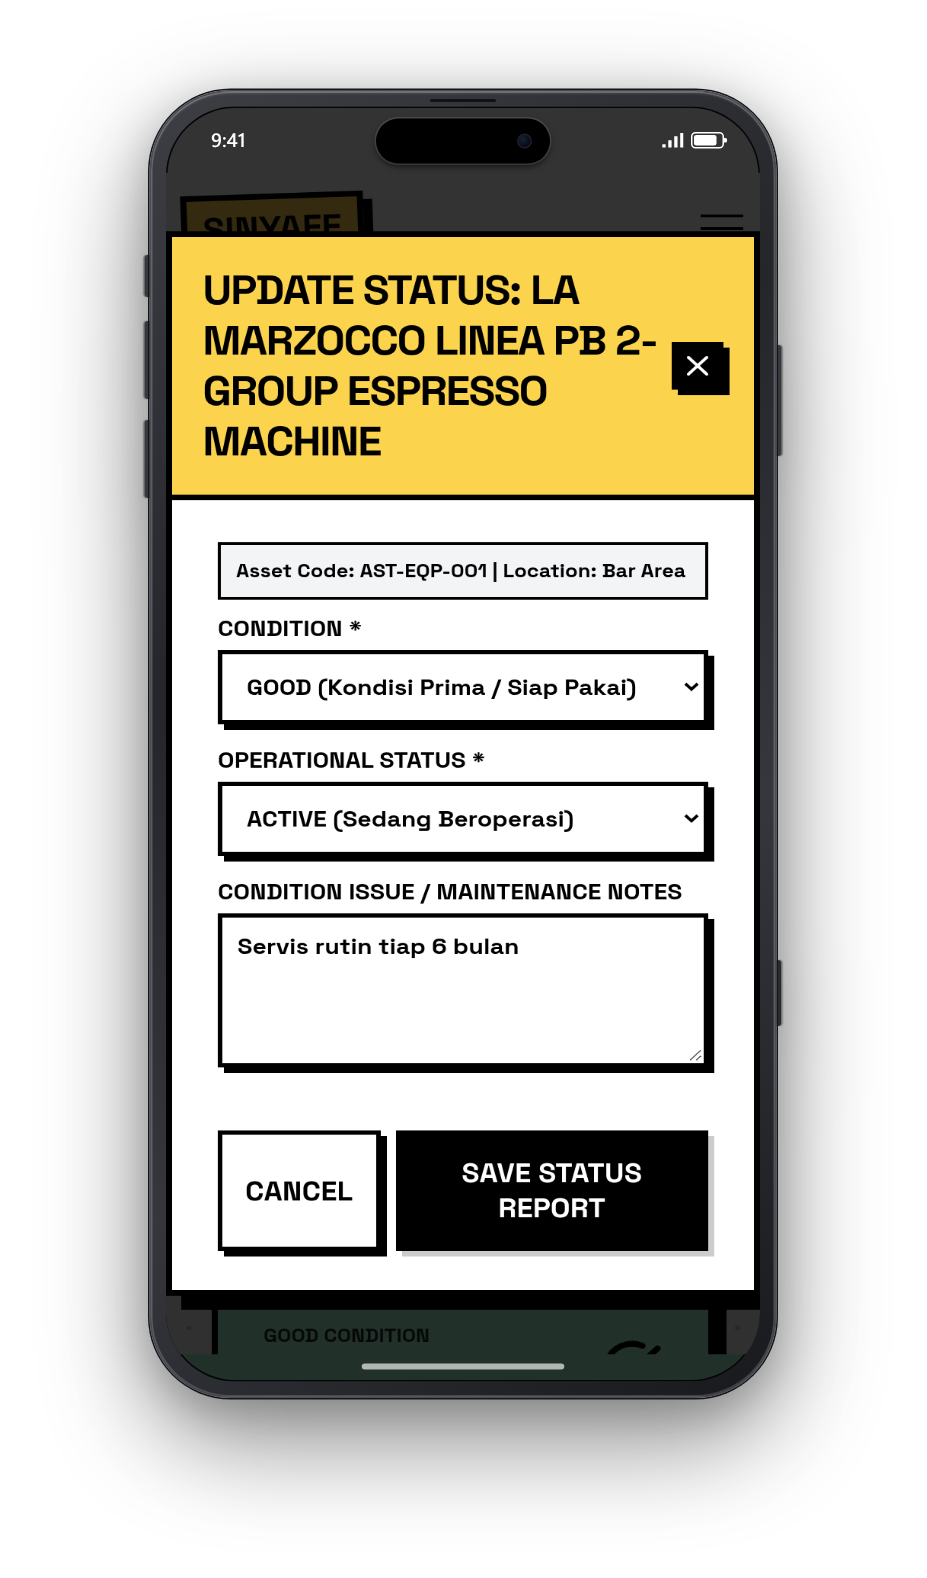 9:41
SINYAFE
UPDATE STATUS: LA
MARZOCCO LINEA PB 2-
GROUP ESPRESSO
MACHINE
Asset Code: AST-EQP-001 | Location: Bar Area
CONDITION *
GOOD (Kondisi Prima / Siap Pakai)
OPERATIONAL STATUS *
ACTIVE (Sedang Beroperasi)
CONDITION ISSUE / MAINTENANCE NOTES
Servis rutin tiap 6 bulan
CANCEL
SAVE STATUS
REPORT
GOOD CONDITION